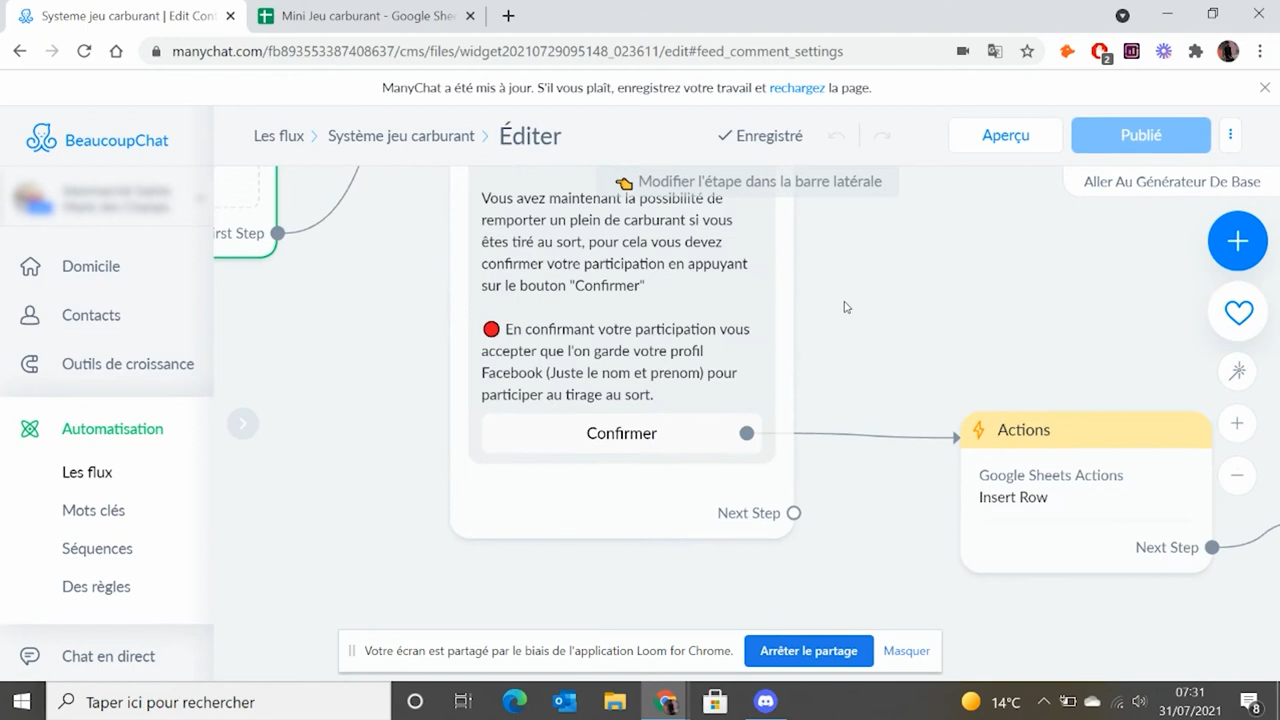 Systeme jeu carburant | Edit Con
Mini Jeu carburant - Google Shee
manychat.com/fb893553387408637/cms/files/widget20210729095148_023611/edit#feed_comment_settings
2
ManyChat a été mis à jour. S'il vous plaît, enregistrez votre travail et rechargez la page.
BeaucoupChat
Les flux
Système jeu carburant
Éditer
Enregistré
Aperçu
Publié
Modifier l'étape dans la barre latérale
Aller Au Générateur De Base
Domicile
Contacts
Outils de croissance
Automatisation
Les flux
Mots clés
Séquences
Des règles
Chat en direct
irst Step
Vous avez maintenant la possibilité de
remporter un plein de carburant si vous
êtes tiré au sort, pour cela vous devez
confirmer votre participation en appuyant
sur le bouton "Confirmer"
🔴 En confirmant votre participation vous
accepter que l'on garde votre profil
Facebook (Juste le nom et prenom) pour
participer au tirage au sort.
Confirmer
Next Step
Actions
Google Sheets Actions
Insert Row
Next Step
Votre écran est partagé par le biais de l'application Loom for Chrome.
Arrêter le partage
Masquer
Taper ici pour rechercher
14°C
07:31
31/07/2021
8